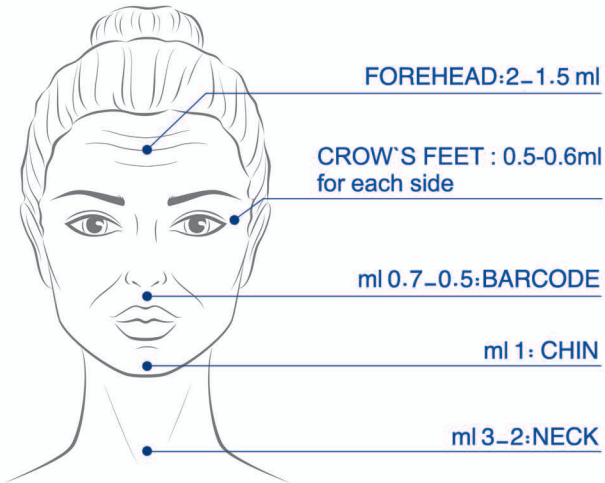 FOREHEAD:2_1.5 ml
CROW`S FEET : 0.5-0.6ml
for each side
ml 0.7_0.5:BARCODE
ml 1: CHIN
ml 3_2:NECK